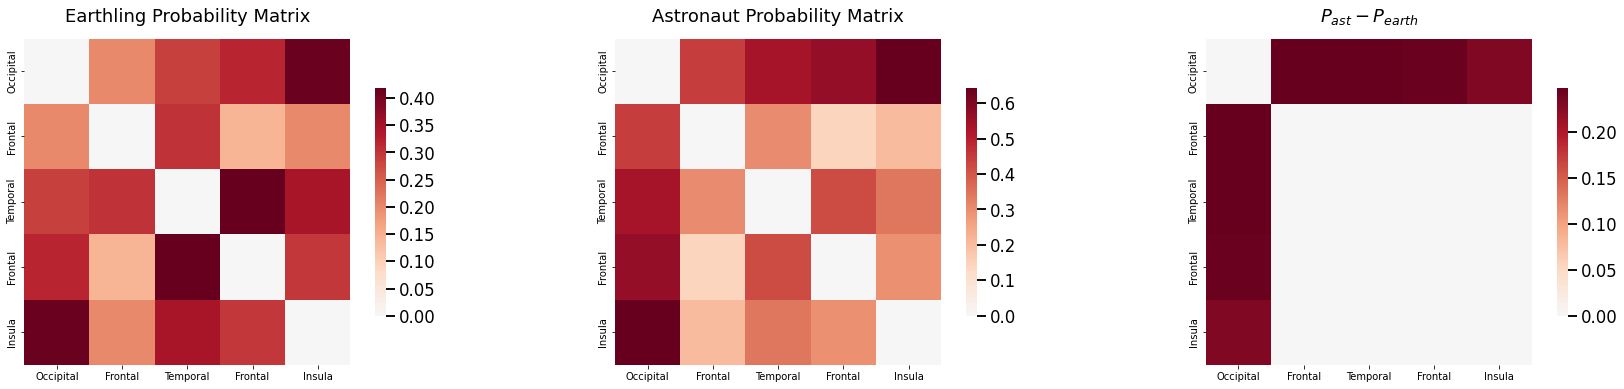 Earthling Probability Matrix
Occipital
Frontal
Temporal
Frontal
Insula
Occipital Frontal Temporal Frontal Insula
0.40
0.35
0.30
0.25
0.20
0.15
0.10
0.05
0.00
Astronaut Probability Matrix
Occipital
Frontal
Temporal
Frontal
Insula
Occipital Frontal Temporal Frontal Insula
0.6
0.5
0.4
0.3
0.2
0.1
0.0
P_ast − P_earth
Occipital
Frontal
Temporal
Frontal
Insula
Occipital Frontal Temporal Frontal Insula
0.20
0.15
0.10
0.05
0.00